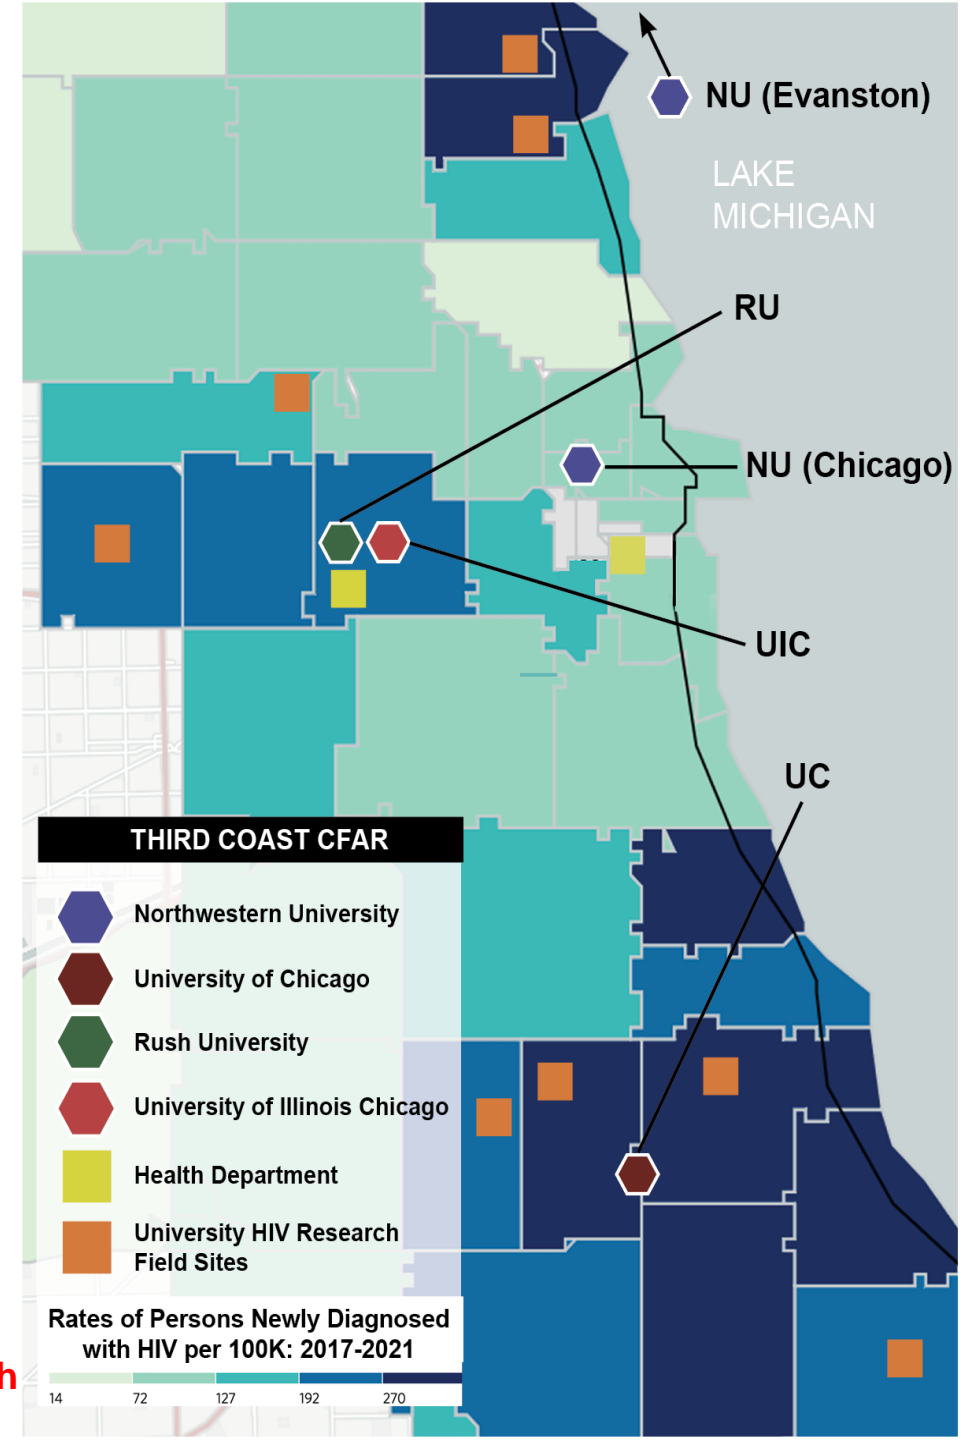 NU (Evanston)
LAKE
MICHIGAN
RU
NU (Chicago)
UIC
UC
THIRD COAST CFAR
Northwestern University
University of Chicago
Rush University
University of Illinois Chicago
Health Department
University HIV Research
Field Sites
Rates of Persons Newly Diagnosed
with HIV per 100K: 2017-2021
h
14 72 127 192 270